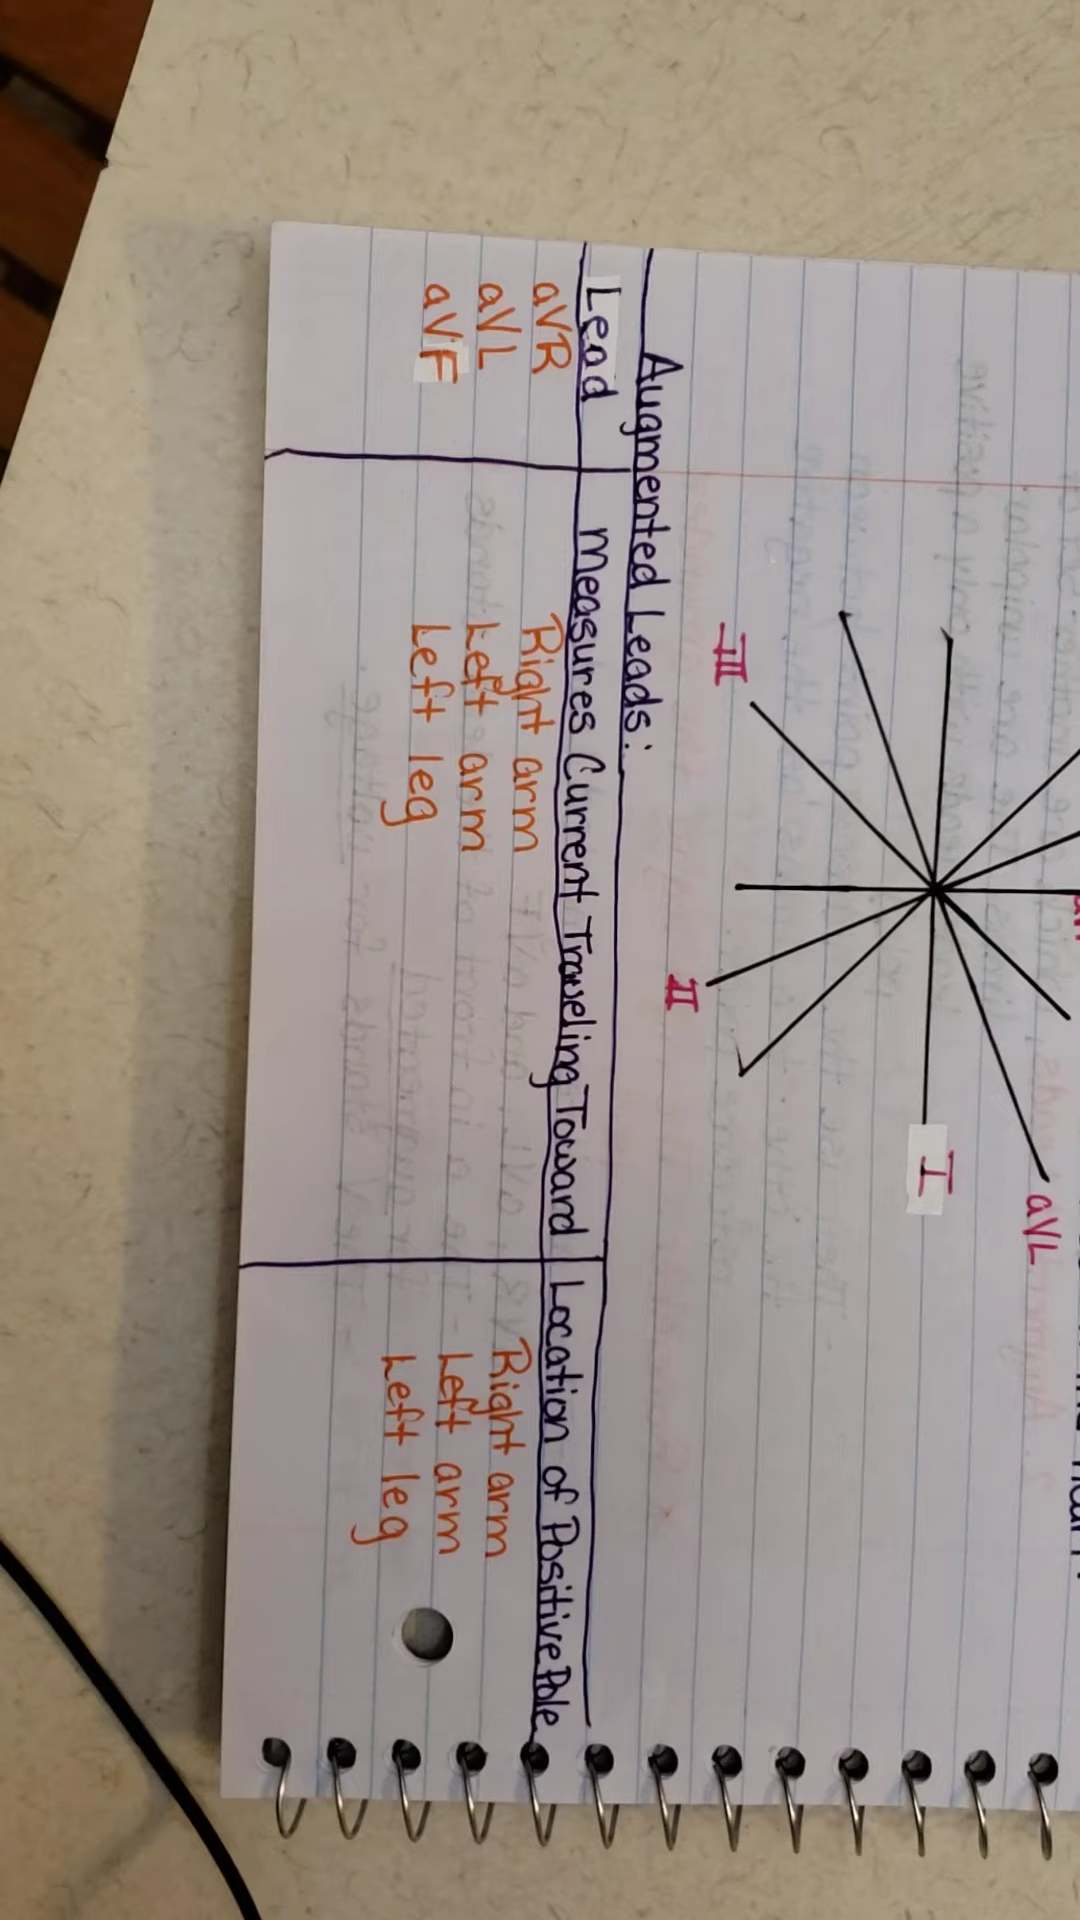 aVL
I
III
II
Augmented Leads:
Lead Measures Current Traveling Toward Location of Positive Pole
aVR Right arm Right arm
aVL Left arm Left arm
aVF Left leg Left leg